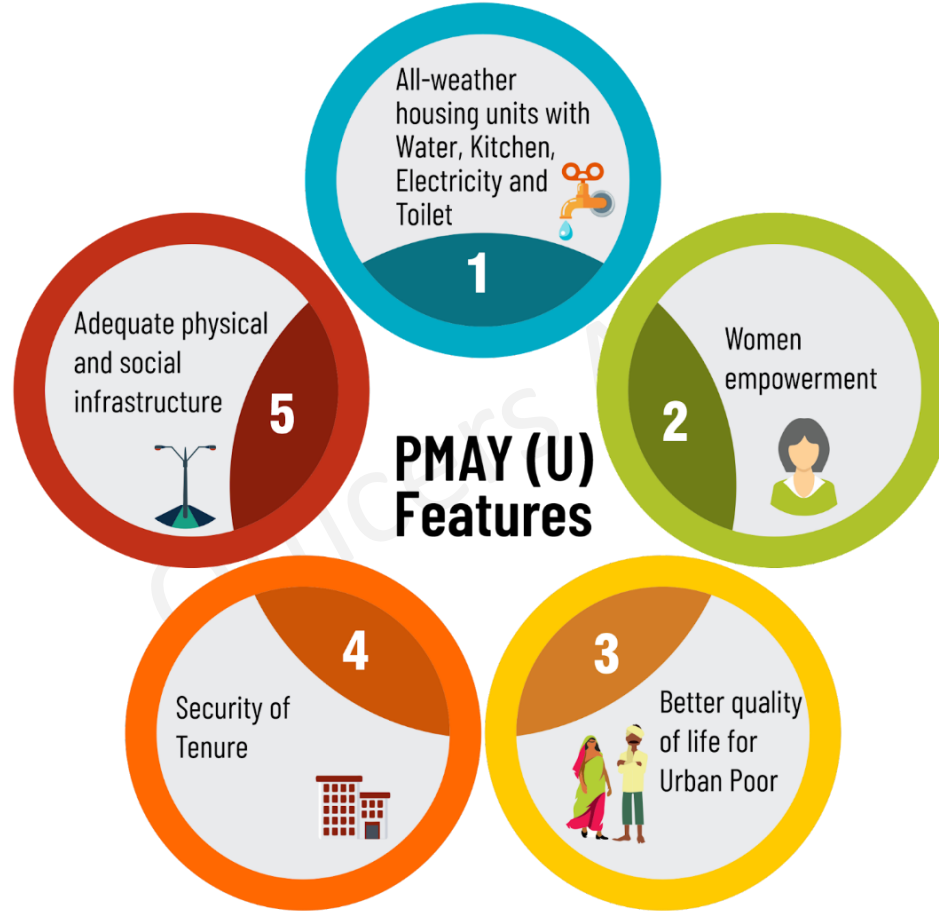 All-weather
housing units with
Water, Kitchen,
Electricity and
Toilet
1
Women
empowerment
2
3
Better quality
of life for
Urban Poor
4
Security of
Tenure
Adequate physical
and social
infrastructure
5
PMAY (U)
Features